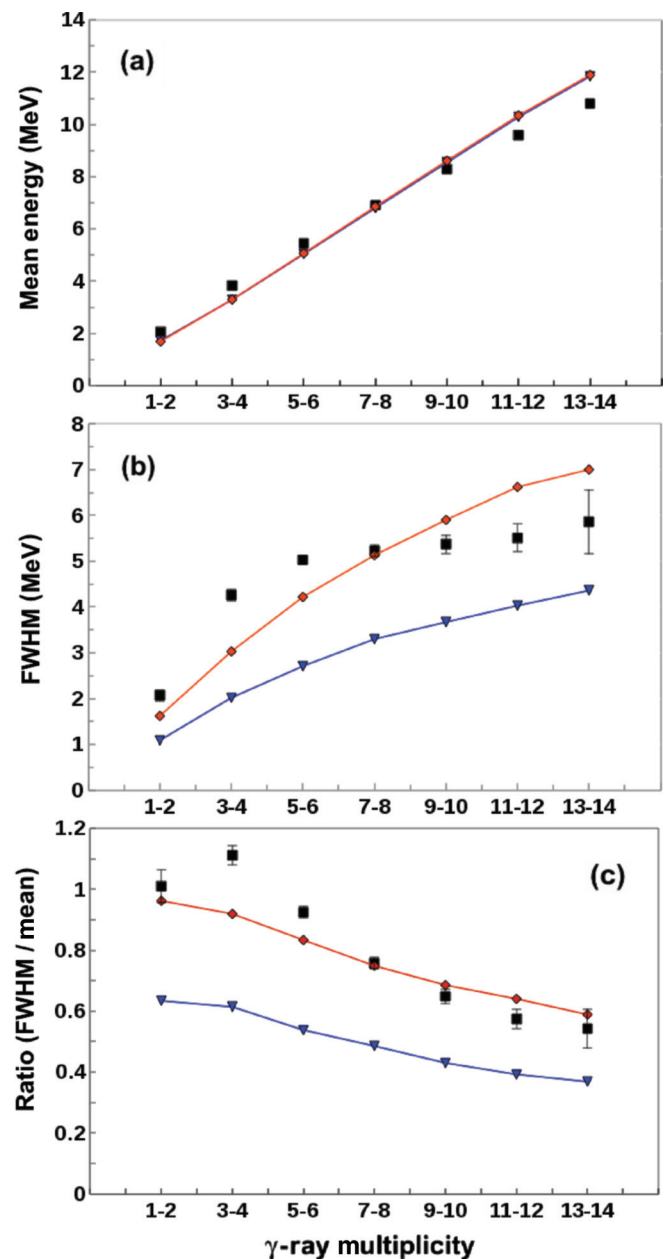 (a)
Mean energy (MeV)
14
12
10
8
6
4
2
0
1-2 3-4 5-6 7-8 9-10 11-12 13-14
(b)
FWHM (MeV)
8
7
6
5
4
3
2
1
0
1-2 3-4 5-6 7-8 9-10 11-12 13-14
(c)
Ratio (FWHM / mean)
1.2
1
0.8
0.6
0.4
0.2
0
1-2 3-4 5-6 7-8 9-10 11-12 13-14
γ-ray multiplicity